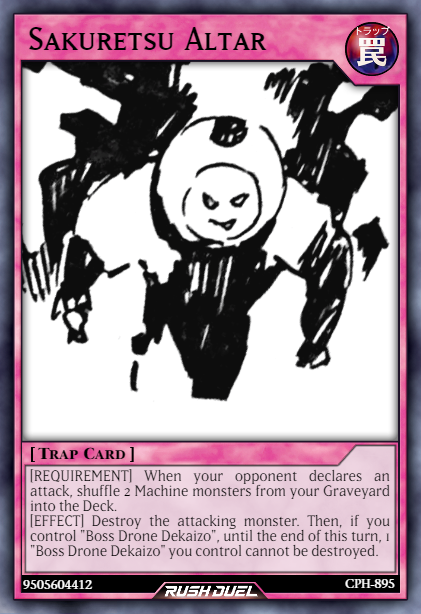 Sakuretsu Altar
トラップ
罠
[ Trap Card ]
[REQUIREMENT] When your opponent declares an
attack, shuffle 2 Machine monsters from your Graveyard
into the Deck.
[EFFECT] Destroy the attacking monster. Then, if you
control "Boss Drone Dekaizo", until the end of this turn, 1
"Boss Drone Dekaizo" you control cannot be destroyed.
9505604412
RUSH DUEL
CPH-895